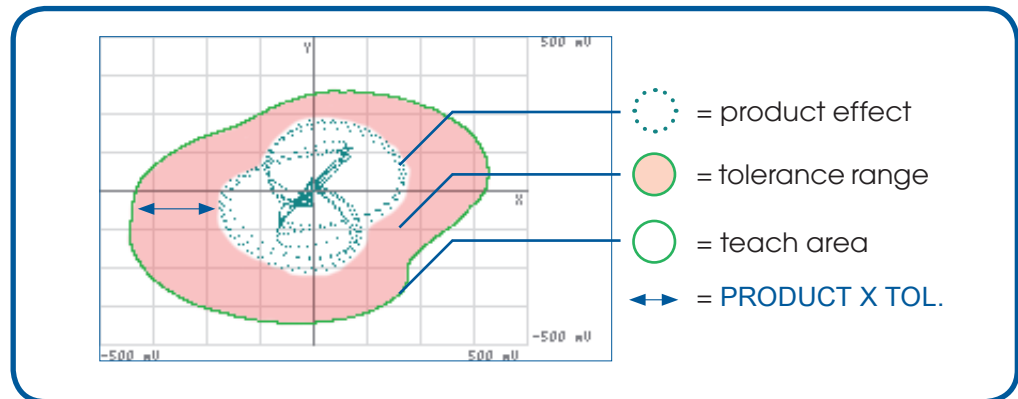 500 mV
Y
= product effect
= tolerance range
X
= teach area
= PRODUCT X TOL.
-500 mV
-500 mV
500 mV